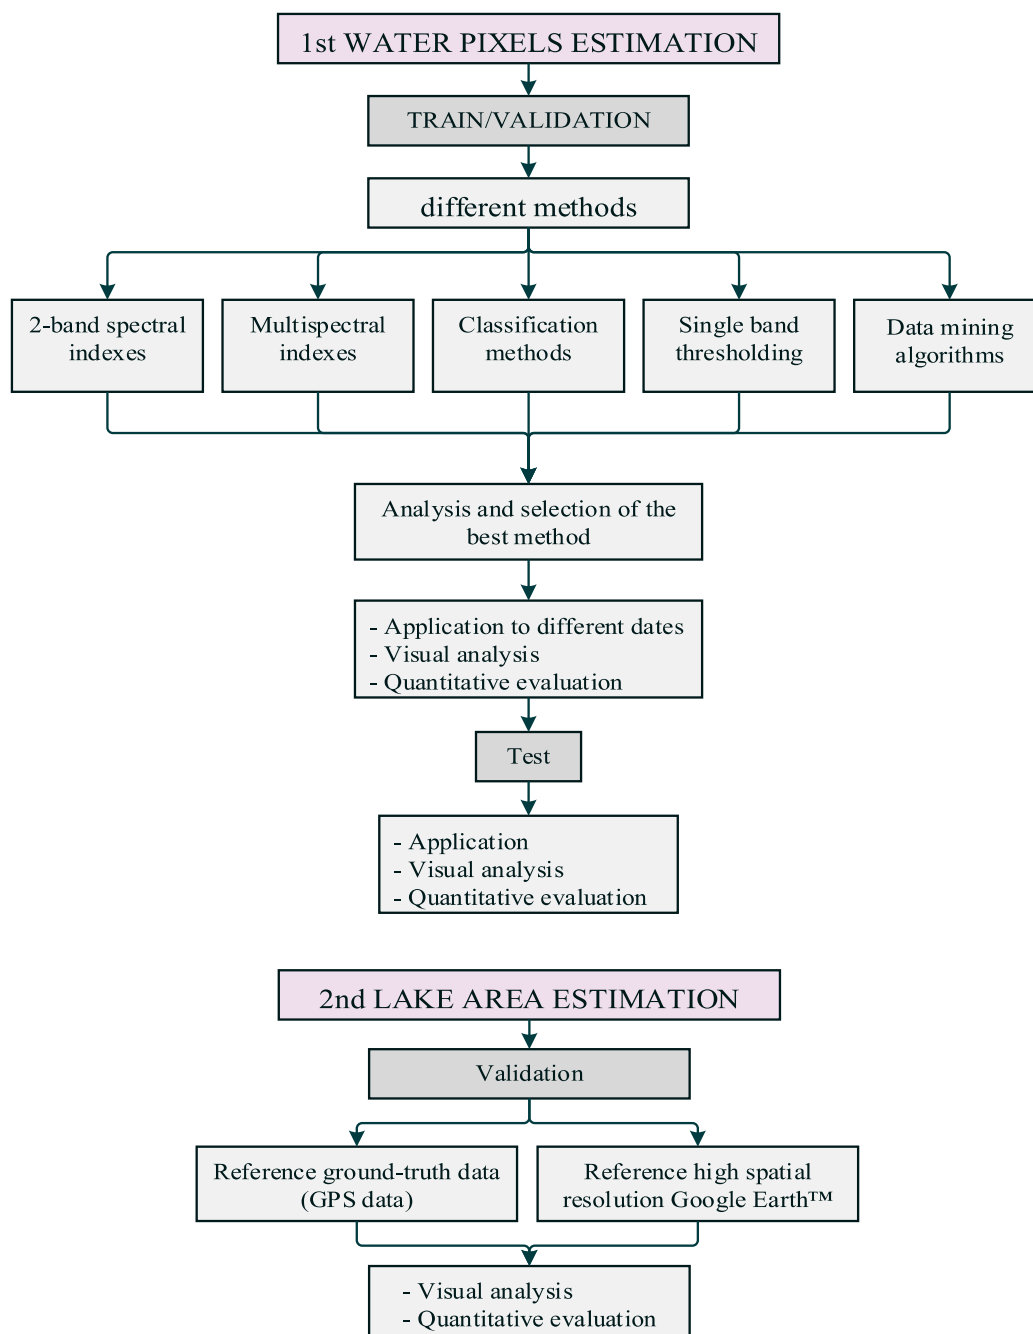 1st WATER PIXELS ESTIMATION
TRAIN/VALIDATION
different methods
2-band spectral
indexes
Multispectral
indexes
Classification
methods
Single band
thresholding
Data mining
algorithms
Analysis and selection of the
best method
- Application to different dates
- Visual analysis
- Quantitative evaluation
Test
- Application
- Visual analysis
- Quantitative evaluation
2nd LAKE AREA ESTIMATION
Validation
Reference ground-truth data
(GPS data)
Reference high spatial
resolution Google Earth™
- Visual analysis
- Quantitative evaluation